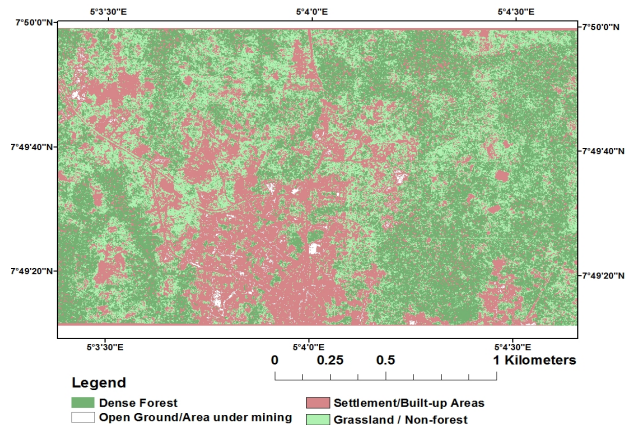 5°3'30"E 5°4'0"E 5°4'30"E
7°50'0"N 7°50'0"N
7°49'40"N 7°49'40"N
7°49'20"N 7°49'20"N
5°3'30"E 5°4'0"E 5°4'30"E
0 0.25 0.5 1 Kilometers
Legend
Dense Forest Settlement/Built-up Areas
Open Ground/Area under mining Grassland / Non-forest